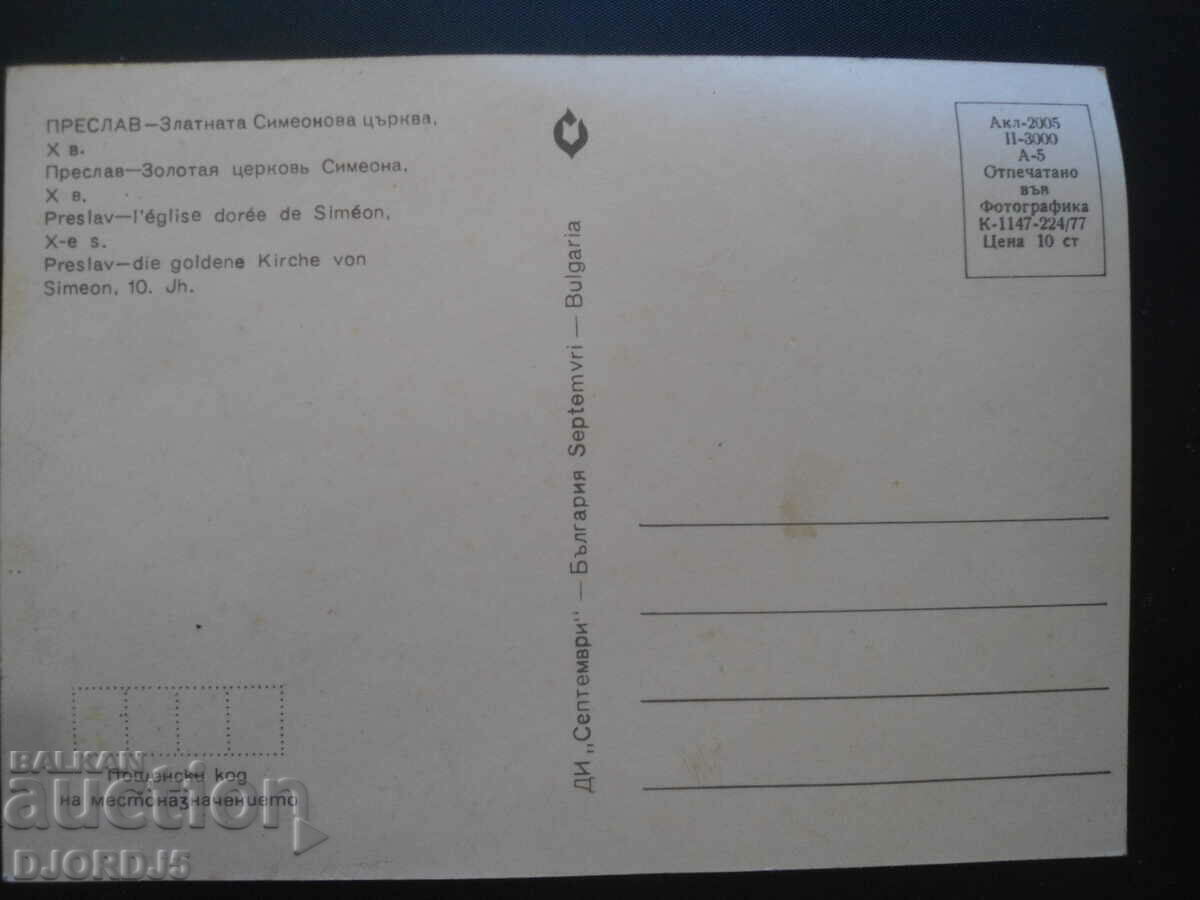 ПРЕСЛАВ—Златната Симеонова църква,
X в.
Преслав—Золотая церковь Симеона,
X в.
Preslav—l'église dorée de Siméon,
X-e s.
Preslav—die goldene Kirche von
Simeon, 10. Jh.
ДИ „Септември" — България Septemvri — Bulgaria
Акл-2005
II-3000
А-5
Отпечатано
във
Фотографика
К-1147-224/77
Цена 10 ст
Пощенски код
на местоназначението
BALKAN
auction
DJORDJ5